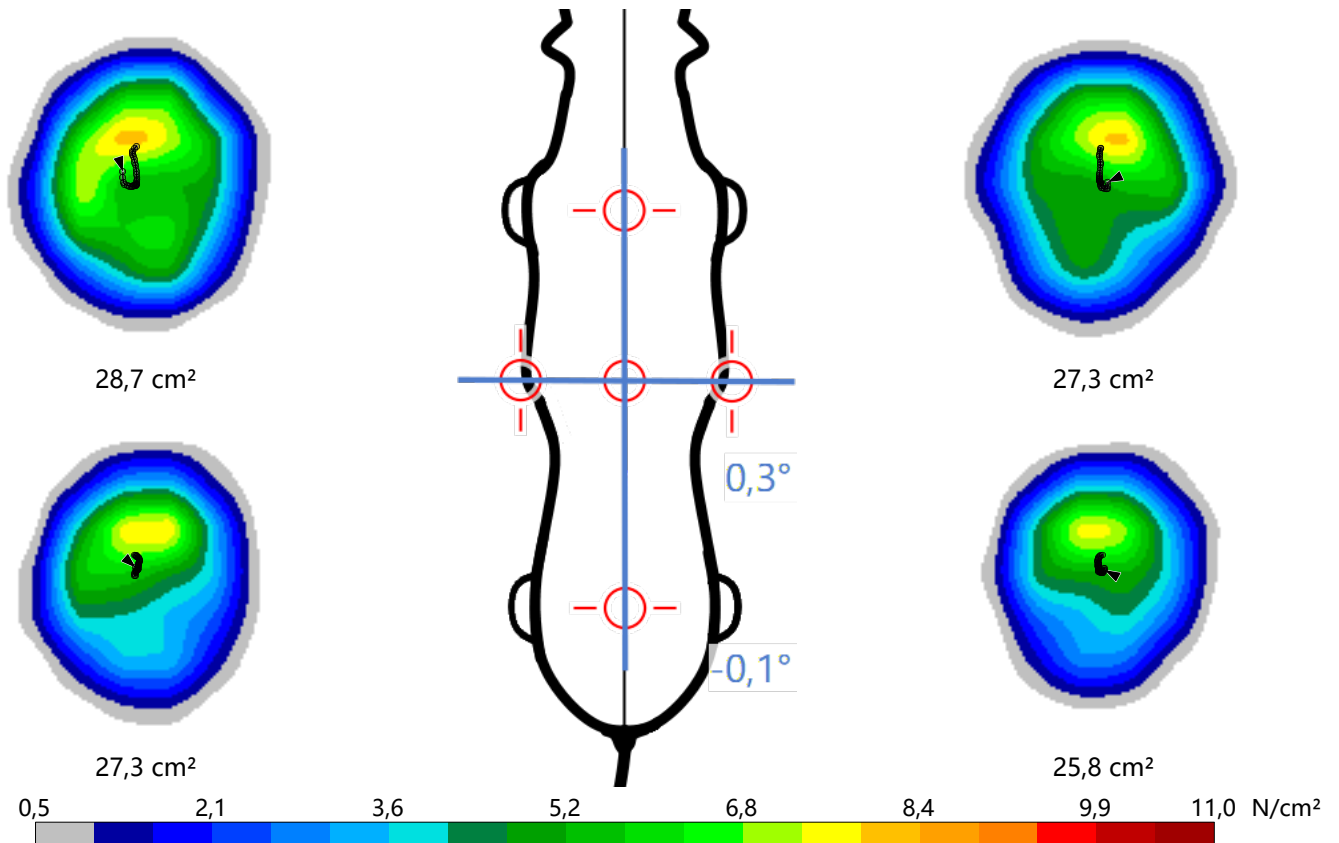 28,7 cm²
27,3 cm²
0,3°
-0,1°
27,3 cm²
25,8 cm²
0,5 2,1 3,6 5,2 6,8 8,4 9,9 11,0 N/cm²